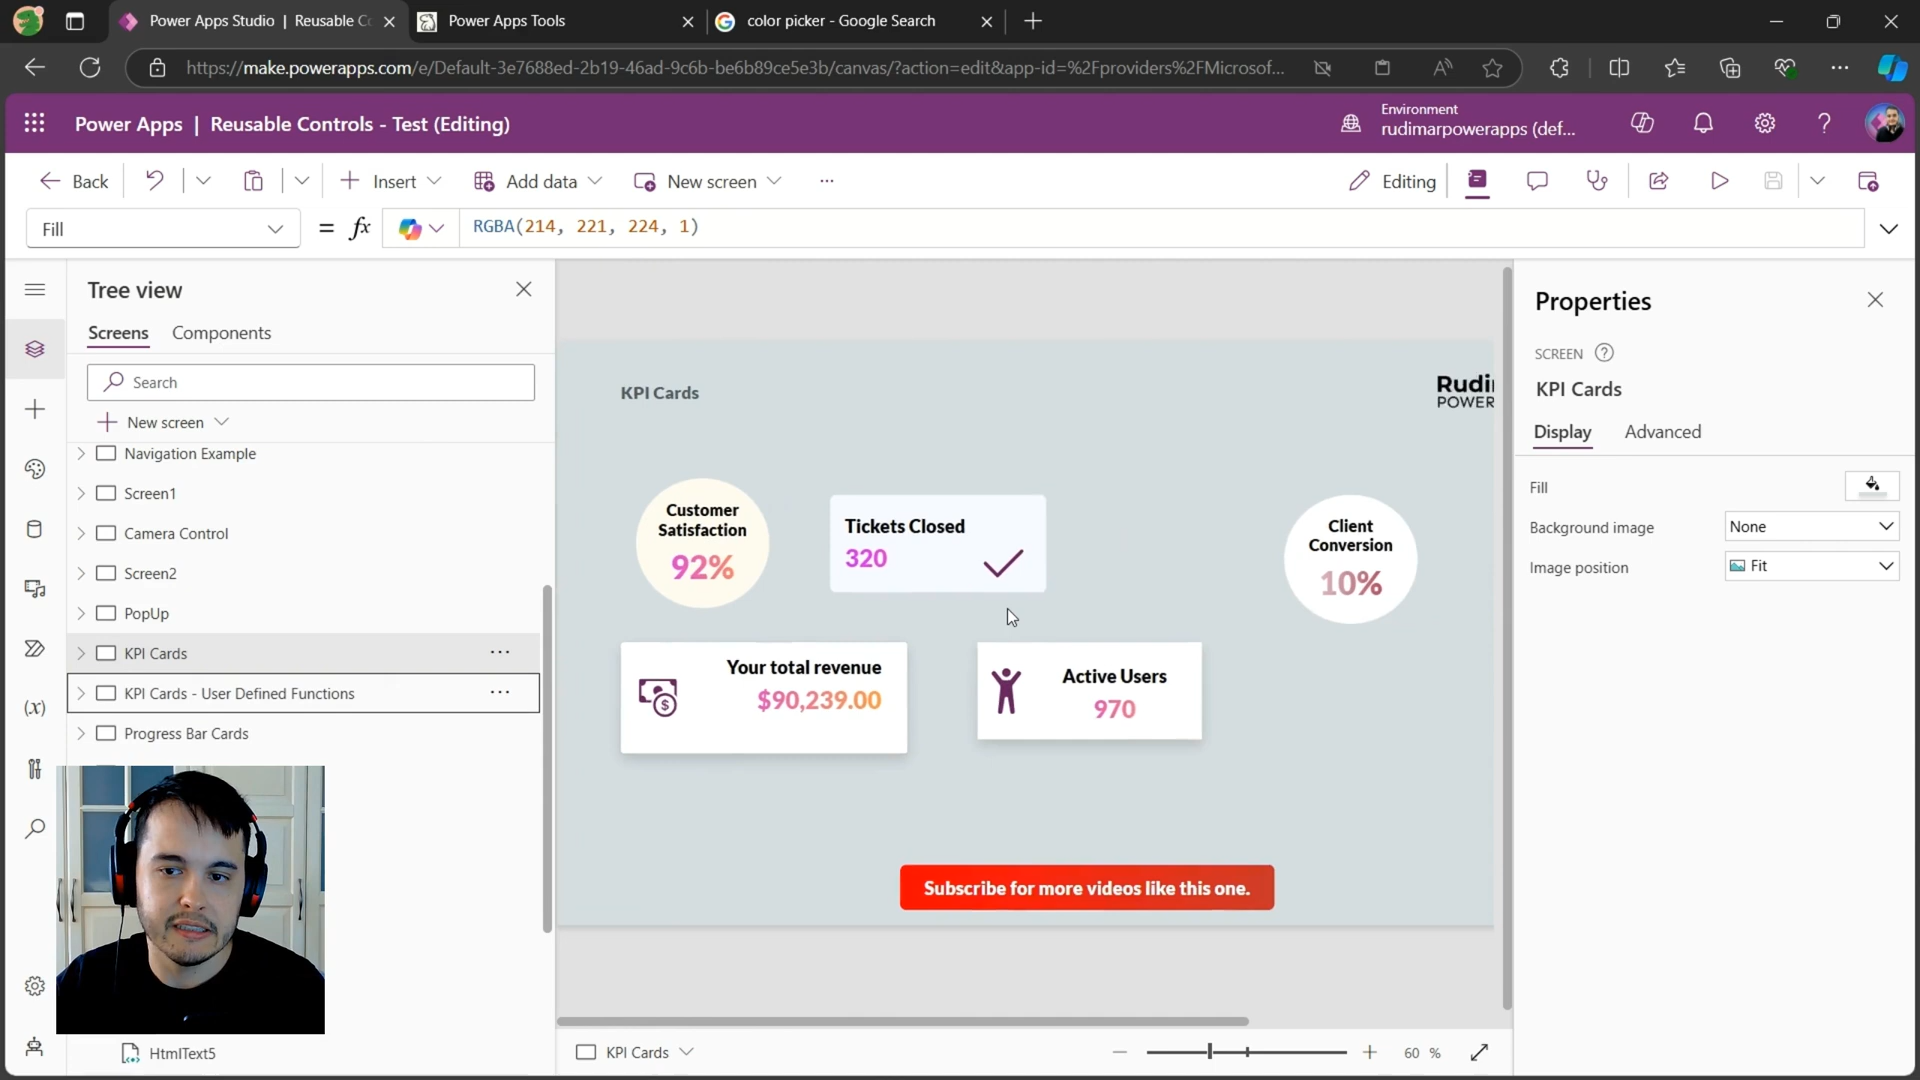 Power Apps Studio | Reusable Co
Power Apps Tools
color picker - Google Search
https://make.powerapps.com/e/Default-3e7688ed-2b19-46ad-9c6b-be6b89ce5e3b/canvas/?action=edit&app-id=%2Fproviders%2FMicrosof...
Power Apps | Reusable Controls - Test (Editing)
Environment
rudimarpowerapps (def...
Back
Insert
Add data
New screen
...
Editing
Fill
= fx
RGBA(214, 221, 224, 1)
Tree view
Screens
Components
Search
New screen
Navigation Example
Screen1
Camera Control
Screen2
PopUp
KPI Cards
KPI Cards - User Defined Functions
Progress Bar Cards
HtmlText5
KPI Cards
Rudi
POWER
Customer
Satisfaction
92%
Tickets Closed
320
Client
Conversion
10%
Your total revenue
$90,239.00
Active Users
970
Subscribe for more videos like this one.
KPI Cards
60 %
Properties
SCREEN
KPI Cards
Display
Advanced
Fill
Background image
None
Image position
Fit